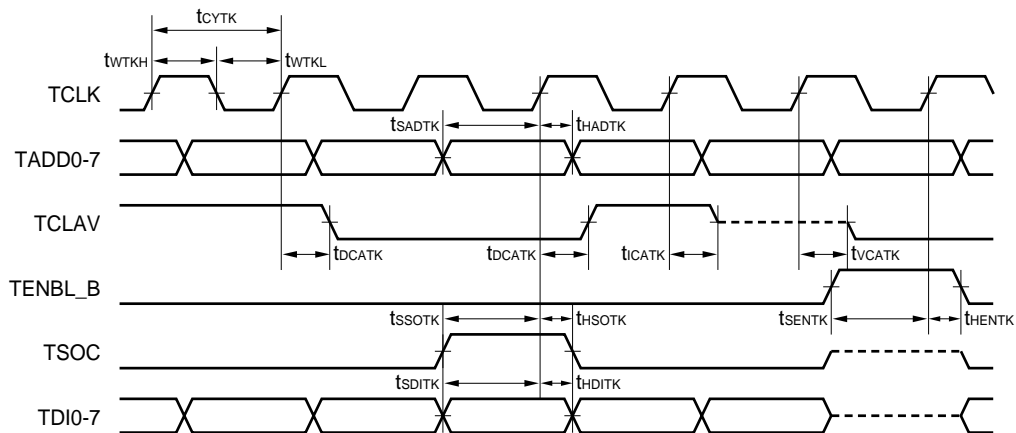 tCYTK
tWTKH tWTKL
TCLK
tSADTK tHADTK
TADD0-7
TCLAV
tDCATK tDCATK tICATK tVCATK
TENBL_B
tSSOTK tHSOTK tSENTK tHENTK
TSOC
tSDITK tHDITK
TDI0-7